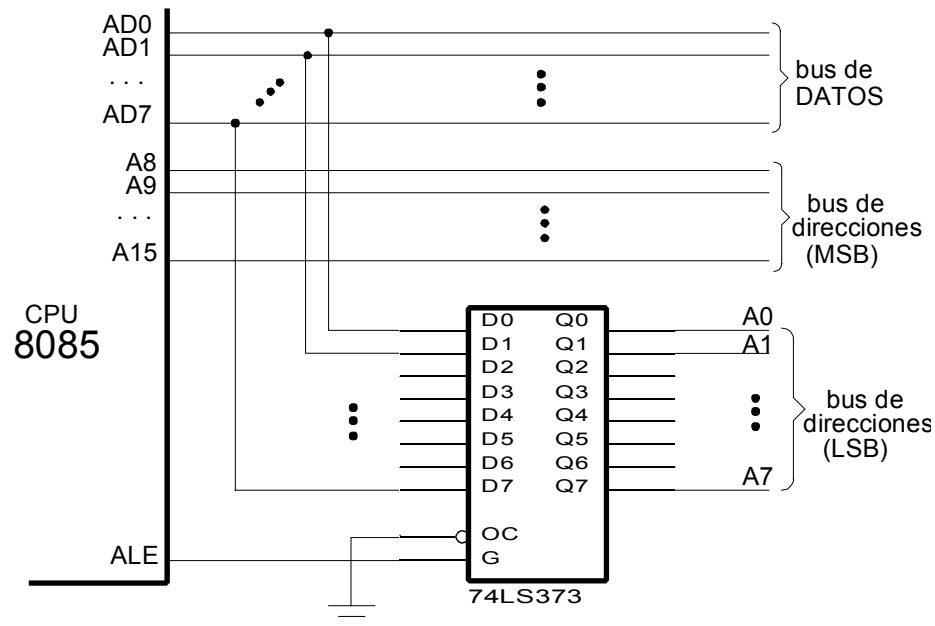 AD0
AD1
. . .
AD7
bus de
DATOS
A8
A9
. . .
A15
bus de
direcciones
(MSB)
CPU
8085
D0 Q0
D1 Q1
D2 Q2
D3 Q3
D4 Q4
D5 Q5
D6 Q6
D7 Q7
OC
G
A0
A1
A7
bus de
direcciones
(LSB)
ALE
74LS373